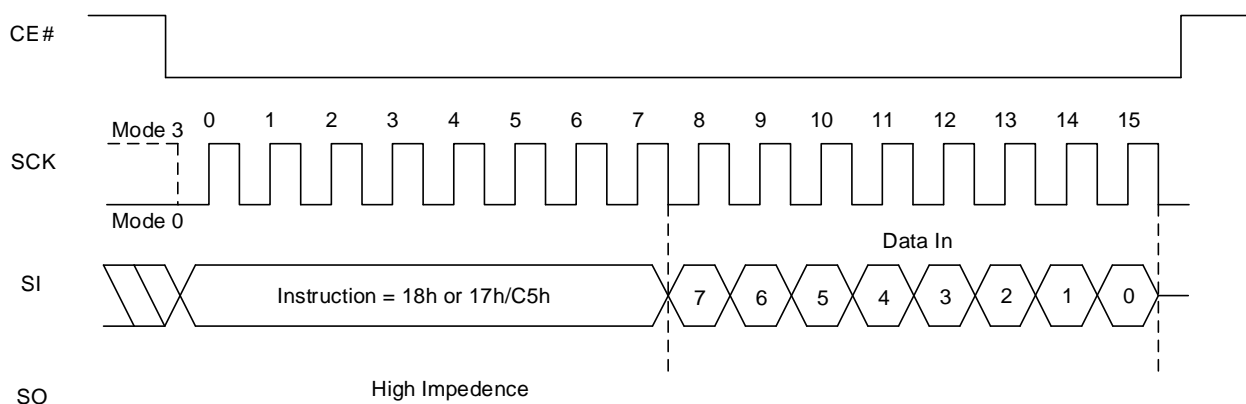 CE#
Mode 3
0 1 2 3 4 5 6 7 8 9 10 11 12 13 14 15
SCK
Mode 0
Data In
SI
Instruction = 18h or 17h/C5h
7 6 5 4 3 2 1 0
High Impedence
SO